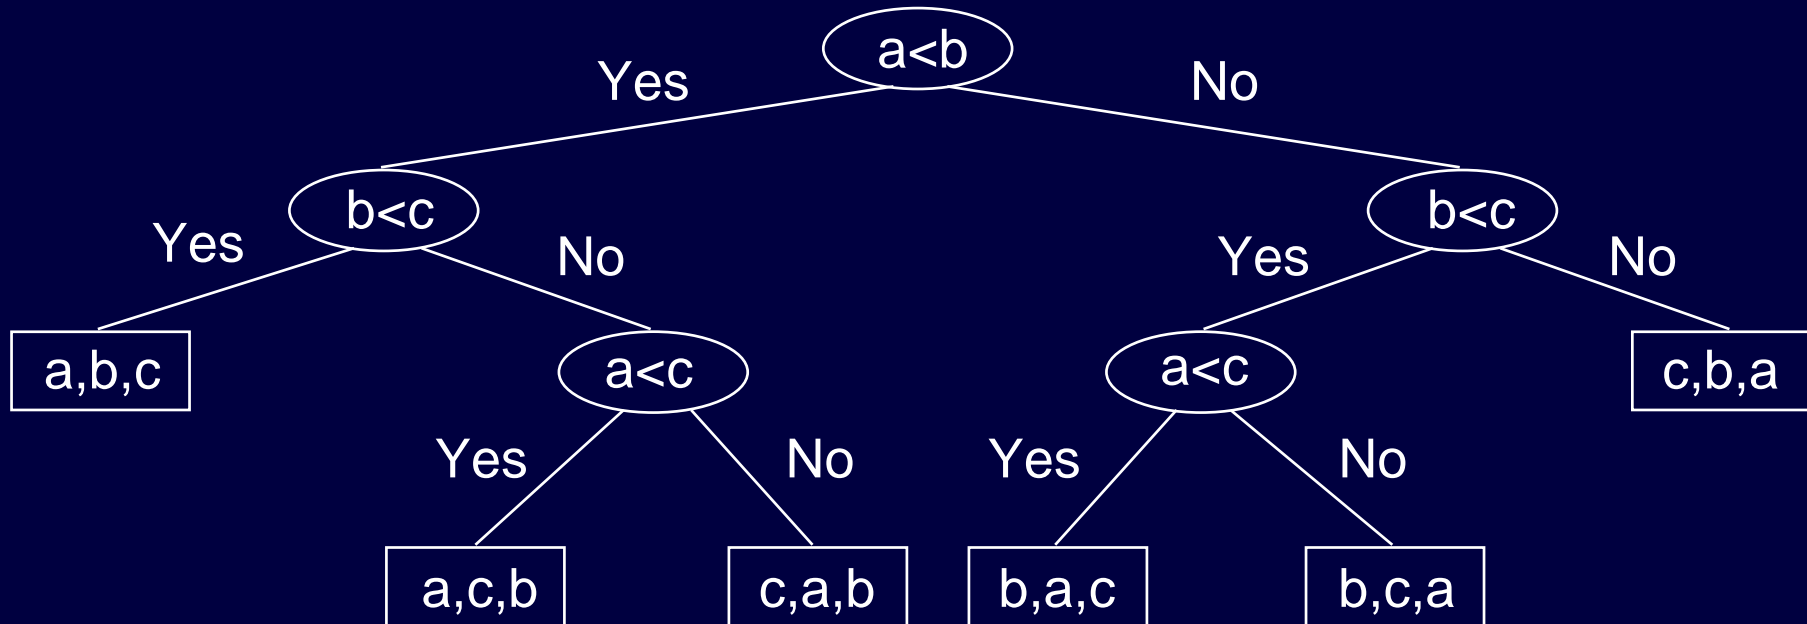 a<b
Yes
No
b<c
b<c
Yes
No
Yes
No
a,b,c
a<c
a<c
c,b,a
Yes
No
Yes
No
a,c,b
c,a,b
b,a,c
b,c,a